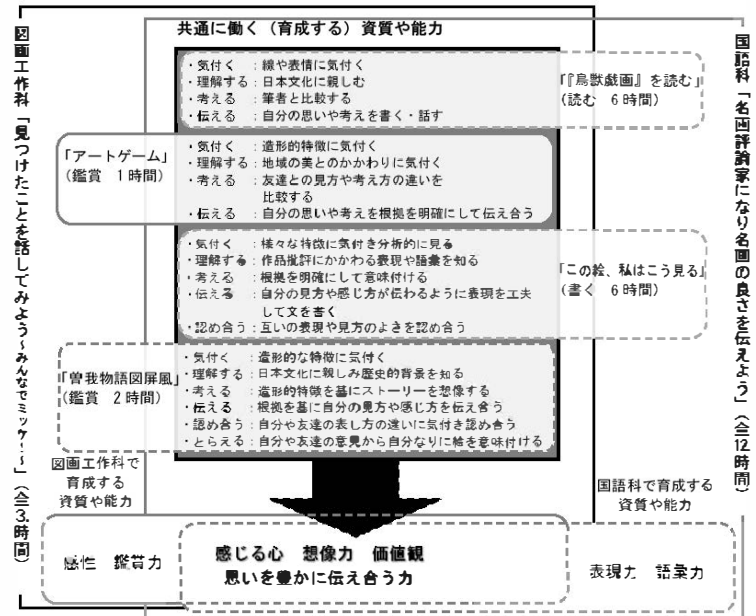 共通に働く(育成する)資質や能力
図画工作科「見つけたことを話してみよう~みんなでミッケ!~」(全3時間)
国語科「名画評論家になり名画の良さを伝えよう」(全12時間)
・気付く :線や表情に気付く
・理解する:日本文化に親しむ
・考える :筆者と比較する
・伝える :自分の思いや考えを書く・話す
「『鳥獣戯画』を読む」
(読む 6時間)
「アートゲーム」
(鑑賞 1時間)
・気付く :造形的特徴に気付く
・理解する:地域の美とのかかわりに気付く
・考える :友達との見方や考え方の違いを
比較する
・伝える :自分の思いや考えを根拠を明確にして伝え合う
・気付く :様々な特徴に気付き分析的に見る
・理解する:作品批評にかかわる表現や語彙を知る
・考える :根拠を明確にして意味付ける
・伝える :自分の見方や感じ方が伝わるように表現を工夫
して文を書く
・認め合う:互いの表現や見方のよさを認め合う
「この絵、私はこう見る」
(書く 6時間)
「曽我物語図屏風」
(鑑賞 2時間)
・気付く :造形的な特徴に気付く
・理解する:日本文化に親しみ歴史的背景を知る
・考える :造形的特徴を基にストーリーを想像する
・伝える :根拠を基に自分の見方や感じ方を伝え合う
・認め合う:自分や友達の表し方の違いに気付き認め合う
・とらえる:自分や友達の意見から自分なりに絵を意味付ける
図画工作科で
育成する
資質や能力
国語科で育成する
資質や能力
感性 鑑賞力
感じる心 想像力 価値観
思いを豊かに伝え合う力
表現力 語彙力